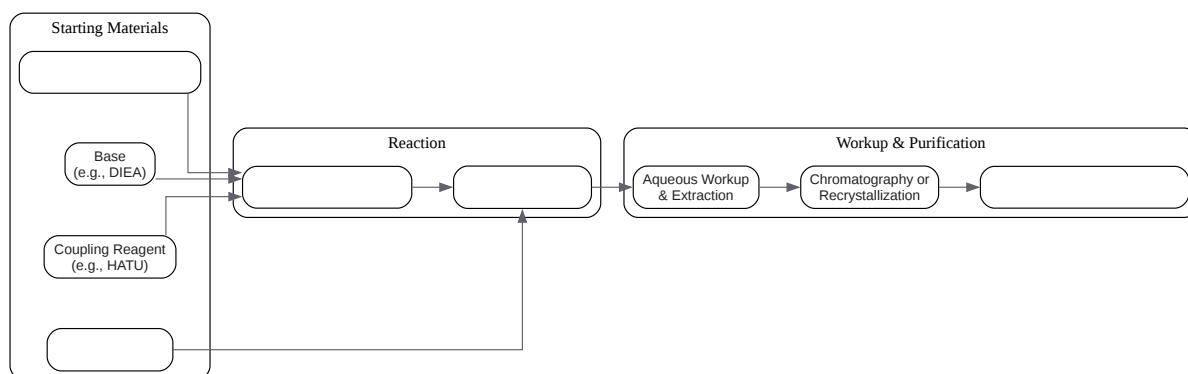 Starting Materials
Base
(e.g., DIEA)
Coupling Reagent
(e.g., HATU)
Reaction
Workup & Purification
Aqueous Workup
& Extraction
Chromatography or
Recrystallization